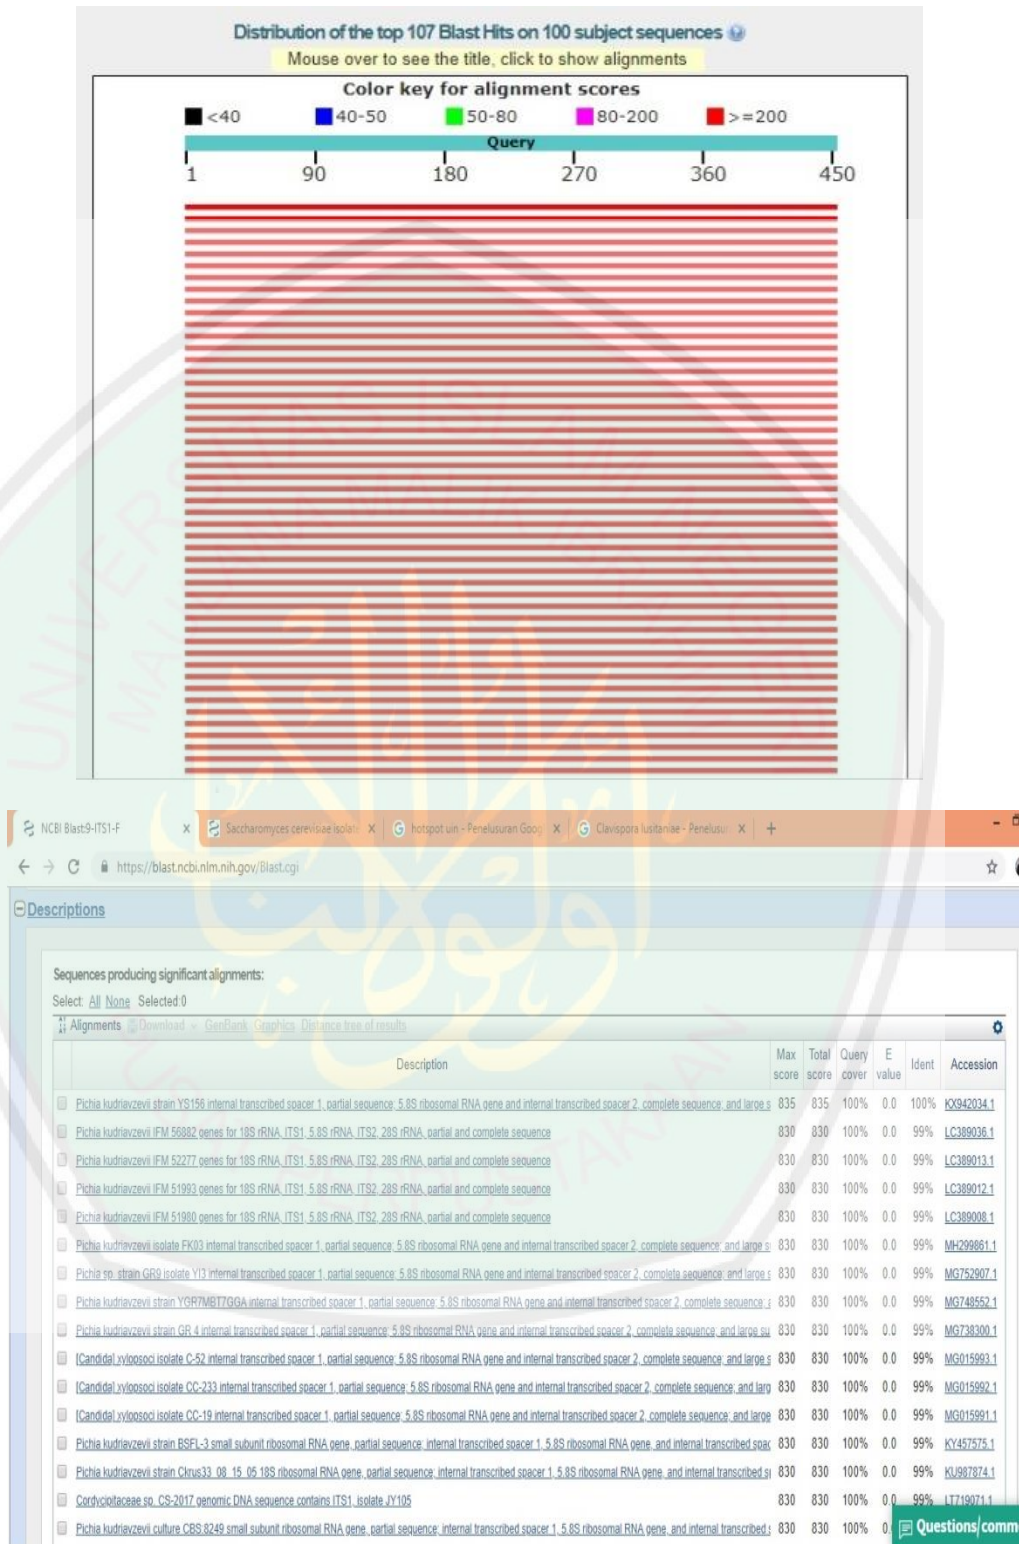 Distribution of the top 107 Blast Hits on 100 subject sequences
Mouse over to see the title, click to show alignments
Color key for alignment scores
<40 40-50 50-80 80-200 >=200
Query
1 90 180 270 360 450
UNIVERSITAS ISLAM NEGERI
MAULANA MALIK IBRAHIM
NCBI Blast:9-ITS1-F Saccharomyces cerevisiae isolate hotspot uin - Penelusuran Goog Clavispora lusitaniae - Penelusu
https://blast.ncbi.nlm.nih.gov/Blast.cgi
Descriptions
Sequences producing significant alignments:
Select: All None Selected:0
Alignments Download GenBank Graphics Distance tree of results
Description Max score Total score Query cover E value Ident Accession
Pichia kudriavzevii strain YS156 internal transcribed spacer 1, partial sequence; 5.8S ribosomal RNA gene and internal transcribed spacer 2, complete sequence; and large s 835 835 100% 0.0 100% KX942034.1
Pichia kudriavzevii IFM 56882 genes for 18S rRNA, ITS1, 5.8S rRNA, ITS2, 28S rRNA, partial and complete sequence 830 830 100% 0.0 99% LC389036.1
Pichia kudriavzevii IFM 52277 genes for 18S rRNA, ITS1, 5.8S rRNA, ITS2, 28S rRNA, partial and complete sequence 830 830 100% 0.0 99% LC389013.1
Pichia kudriavzevii IFM 51993 genes for 18S rRNA, ITS1, 5.8S rRNA, ITS2, 28S rRNA, partial and complete sequence 830 830 100% 0.0 99% LC389012.1
Pichia kudriavzevii IFM 51980 genes for 18S rRNA, ITS1, 5.8S rRNA, ITS2, 28S rRNA, partial and complete sequence 830 830 100% 0.0 99% LC389008.1
Pichia kudriavzevii isolate FK03 internal transcribed spacer 1, partial sequence; 5.8S ribosomal RNA gene and internal transcribed spacer 2, complete sequence; and large s 830 830 100% 0.0 99% MH299861.1
Pichia sp. strain GR9 isolate YI3 internal transcribed spacer 1, partial sequence; 5.8S ribosomal RNA gene and internal transcribed spacer 2, complete sequence; and large s 830 830 100% 0.0 99% MG752907.1
Pichia kudriavzevii strain YGR7MBT7GGA internal transcribed spacer 1, partial sequence; 5.8S ribosomal RNA gene and internal transcribed spacer 2, complete sequence; a 830 830 100% 0.0 99% MG748552.1
Pichia kudriavzevii strain GR 4 internal transcribed spacer 1, partial sequence; 5.8S ribosomal RNA gene and internal transcribed spacer 2, complete sequence; and large su 830 830 100% 0.0 99% MG738300.1
[Candida] xylopsoci isolate C-52 internal transcribed spacer 1, partial sequence; 5.8S ribosomal RNA gene and internal transcribed spacer 2, complete sequence; and large s 830 830 100% 0.0 99% MG015993.1
[Candida] xylopsoci isolate CC-233 internal transcribed spacer 1, partial sequence; 5.8S ribosomal RNA gene and internal transcribed spacer 2, complete sequence; and larg 830 830 100% 0.0 99% MG015992.1
[Candida] xylopsoci isolate CC-19 internal transcribed spacer 1, partial sequence; 5.8S ribosomal RNA gene and internal transcribed spacer 2, complete sequence; and large 830 830 100% 0.0 99% MG015991.1
Pichia kudriavzevii strain BSFL-3 small subunit ribosomal RNA gene, partial sequence; internal transcribed spacer 1, 5.8S ribosomal RNA gene, and internal transcribed spac 830 830 100% 0.0 99% KY457575.1
Pichia kudriavzevii strain Ckrus33_08_15_05 18S ribosomal RNA gene, partial sequence; internal transcribed spacer 1, 5.8S ribosomal RNA gene, and internal transcribed sp 830 830 100% 0.0 99% KU987874.1
Cordycipitaceae sp. CS-2017 genomic DNA sequence contains ITS1, isolate JY105 830 830 100% 0.0 99% LT719071.1
Pichia kudriavzevii culture CBS:8249 small subunit ribosomal RNA gene, partial sequence; internal transcribed spacer 1, 5.8S ribosomal RNA gene, and internal transcribed s 830 830 100% 0.
Questions/comm